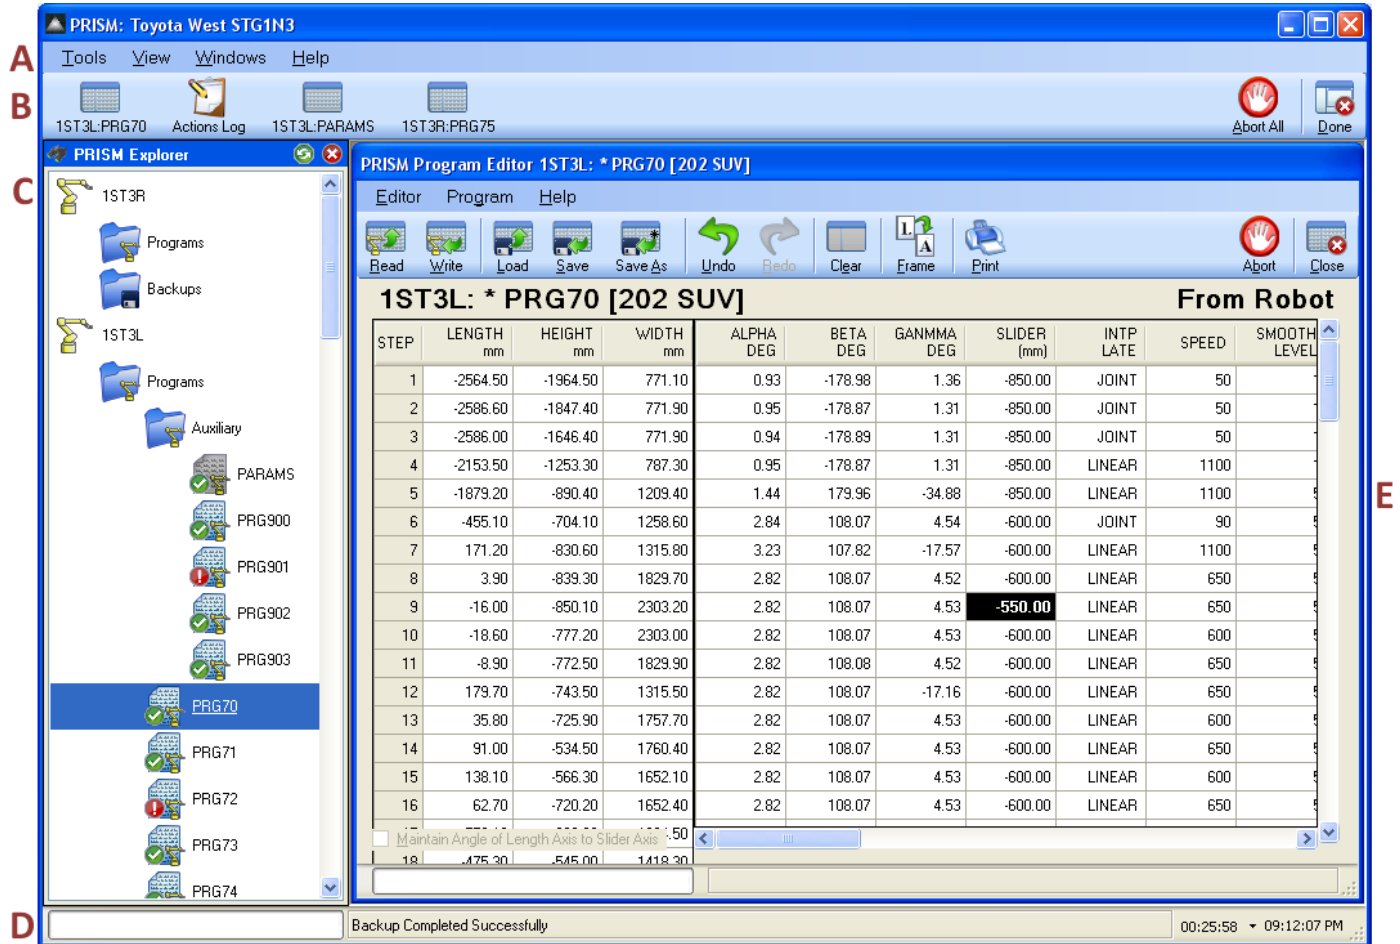 PRISM: Toyota West STG1N3
A
Tools View Windows Help
B
1ST3L:PRG70 Actions Log 1ST3L:PARAMS 1ST3R:PRG75 Abort All Done
PRISM Explorer
C
1ST3R
Programs
Backups
1ST3L
Programs
Auxiliary
PARAMS
PRG900
PRG901
PRG902
PRG903
PRG70
PRG71
PRG72
PRG73
PRG74
PRISM Program Editor 1ST3L: * PRG70 [202 SUV]
Editor Program Help
Read Write Load Save Save As Undo Redo Clear Frame Print Abort Close
1ST3L: * PRG70 [202 SUV] From Robot
STEP LENGTH mm HEIGHT mm WIDTH mm ALPHA DEG BETA DEG GANMMA DEG SLIDER (mm) INTP LATE SPEED SMOOTH LEVEL
1 -2564.50 -1964.50 771.10 0.93 -178.98 1.36 -850.00 JOINT 50
2 -2586.60 -1847.40 771.90 0.95 -178.87 1.31 -850.00 JOINT 50
3 -2586.00 -1646.40 771.90 0.94 -178.89 1.31 -850.00 JOINT 50
4 -2153.50 -1253.30 787.30 0.95 -178.87 1.31 -850.00 LINEAR 1100
5 -1879.20 -890.40 1209.40 1.44 179.96 -34.88 -850.00 LINEAR 1100
6 -455.10 -704.10 1258.60 2.84 108.07 4.54 -600.00 JOINT 90
7 171.20 -830.60 1315.80 3.23 107.82 -17.57 -600.00 LINEAR 1100
8 3.90 -839.30 1829.70 2.82 108.07 4.52 -600.00 LINEAR 650
9 -16.00 -850.10 2303.20 2.82 108.07 4.53 -550.00 LINEAR 650
10 -18.60 -777.20 2303.00 2.82 108.07 4.53 -600.00 LINEAR 600
11 -8.90 -772.50 1829.90 2.82 108.08 4.52 -600.00 LINEAR 650
12 179.70 -743.50 1315.50 2.82 108.07 -17.16 -600.00 LINEAR 650
13 35.80 -725.90 1757.70 2.82 108.07 4.53 -600.00 LINEAR 600
14 91.00 -534.50 1760.40 2.82 108.07 4.53 -600.00 LINEAR 650
15 138.10 -566.30 1652.10 2.82 108.07 4.53 -600.00 LINEAR 600
16 62.70 -720.20 1652.40 2.82 108.07 4.53 -600.00 LINEAR 650
Maintain Angle of Length Axis to Slider Axis .50
18 -475.30 -545.00 1418.30
E
D
Backup Completed Successfully 00:25:58 09:12:07 PM